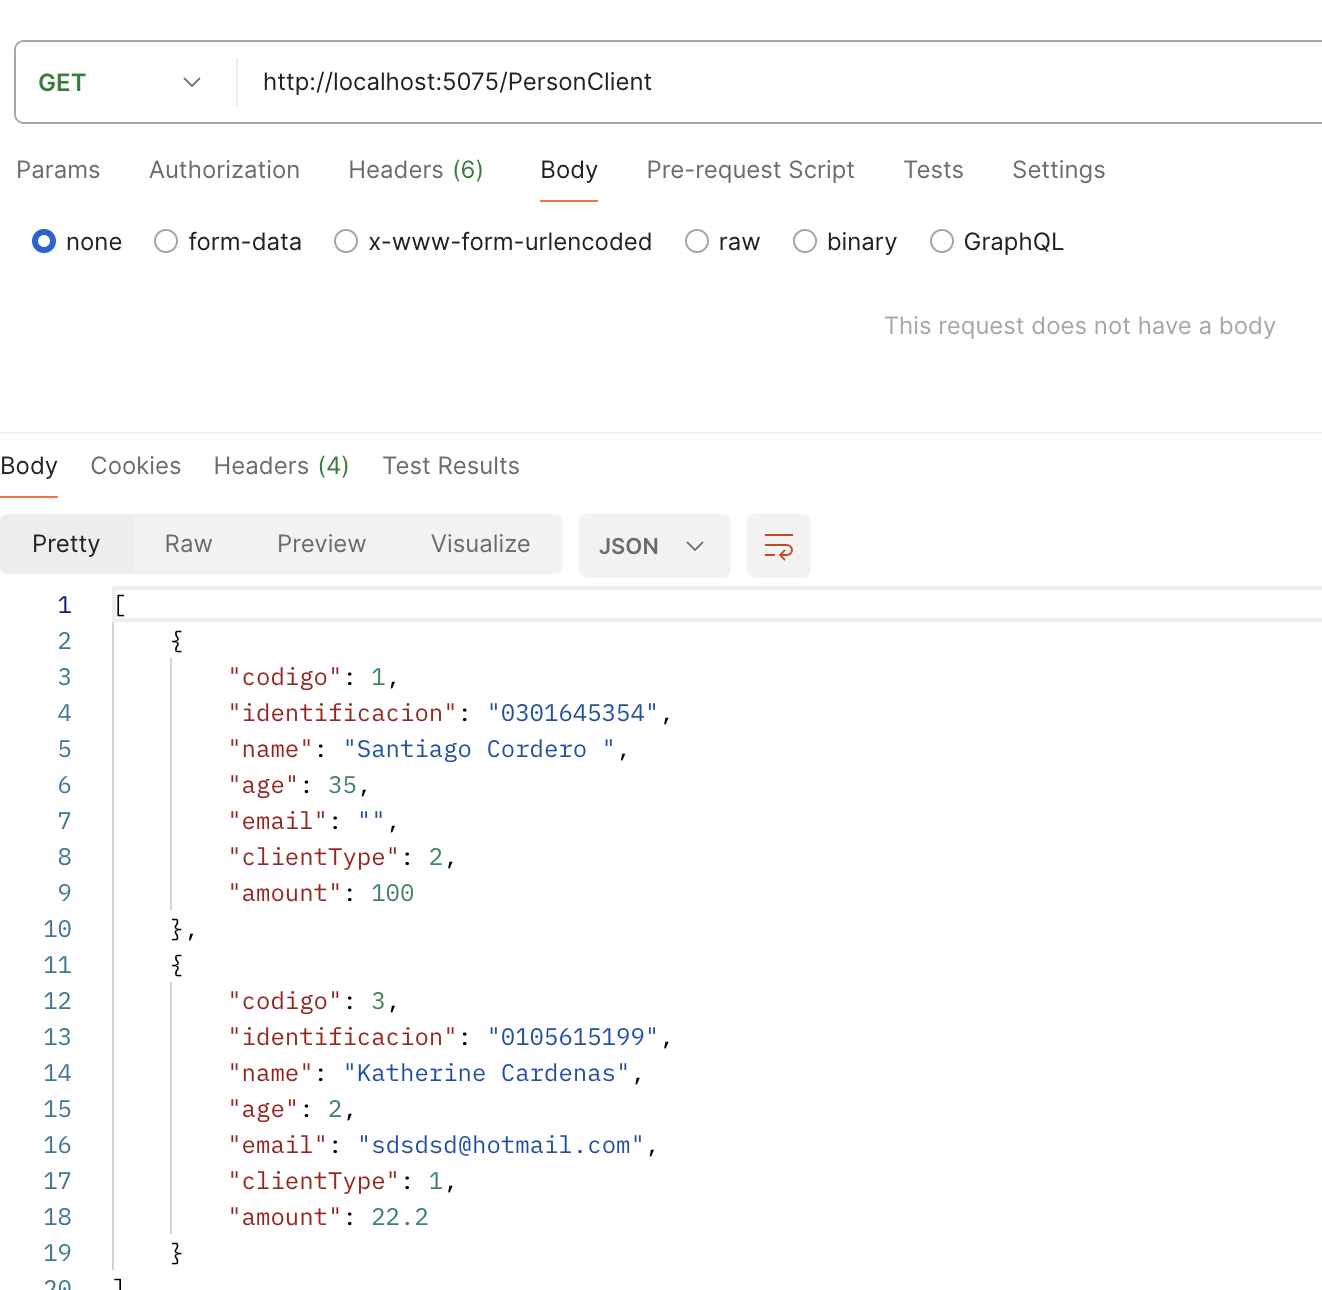 GET http://localhost:5075/PersonClient
Params Authorization Headers (6) Body Pre-request Script Tests Settings
none form-data x-www-form-urlencoded raw binary GraphQL
This request does not have a body
Body Cookies Headers (4) Test Results
Pretty Raw Preview Visualize JSON
1 [
2 {
3 "codigo": 1,
4 "identificacion": "0301645354",
5 "name": "Santiago Cordero ",
6 "age": 35,
7 "email": "",
8 "clientType": 2,
9 "amount": 100
10 },
11 {
12 "codigo": 3,
13 "identificacion": "0105615199",
14 "name": "Katherine Cardenas",
15 "age": 2,
16 "email": "sdsdsd@hotmail.com",
17 "clientType": 1,
18 "amount": 22.2
19 }
20 ]